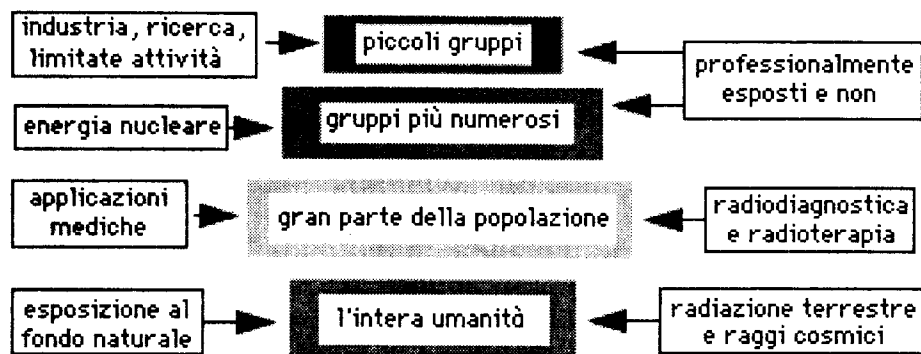 industria, ricerca,
limitate attività
piccoli gruppi
professionalmente
esposti e non
energia nucleare
gruppi più numerosi
applicazioni
mediche
gran parte della popolazione
radiodiagnostica
e radioterapia
esposizione al
fondo naturale
l'intera umanità
radiazione terrestre
e raggi cosmici